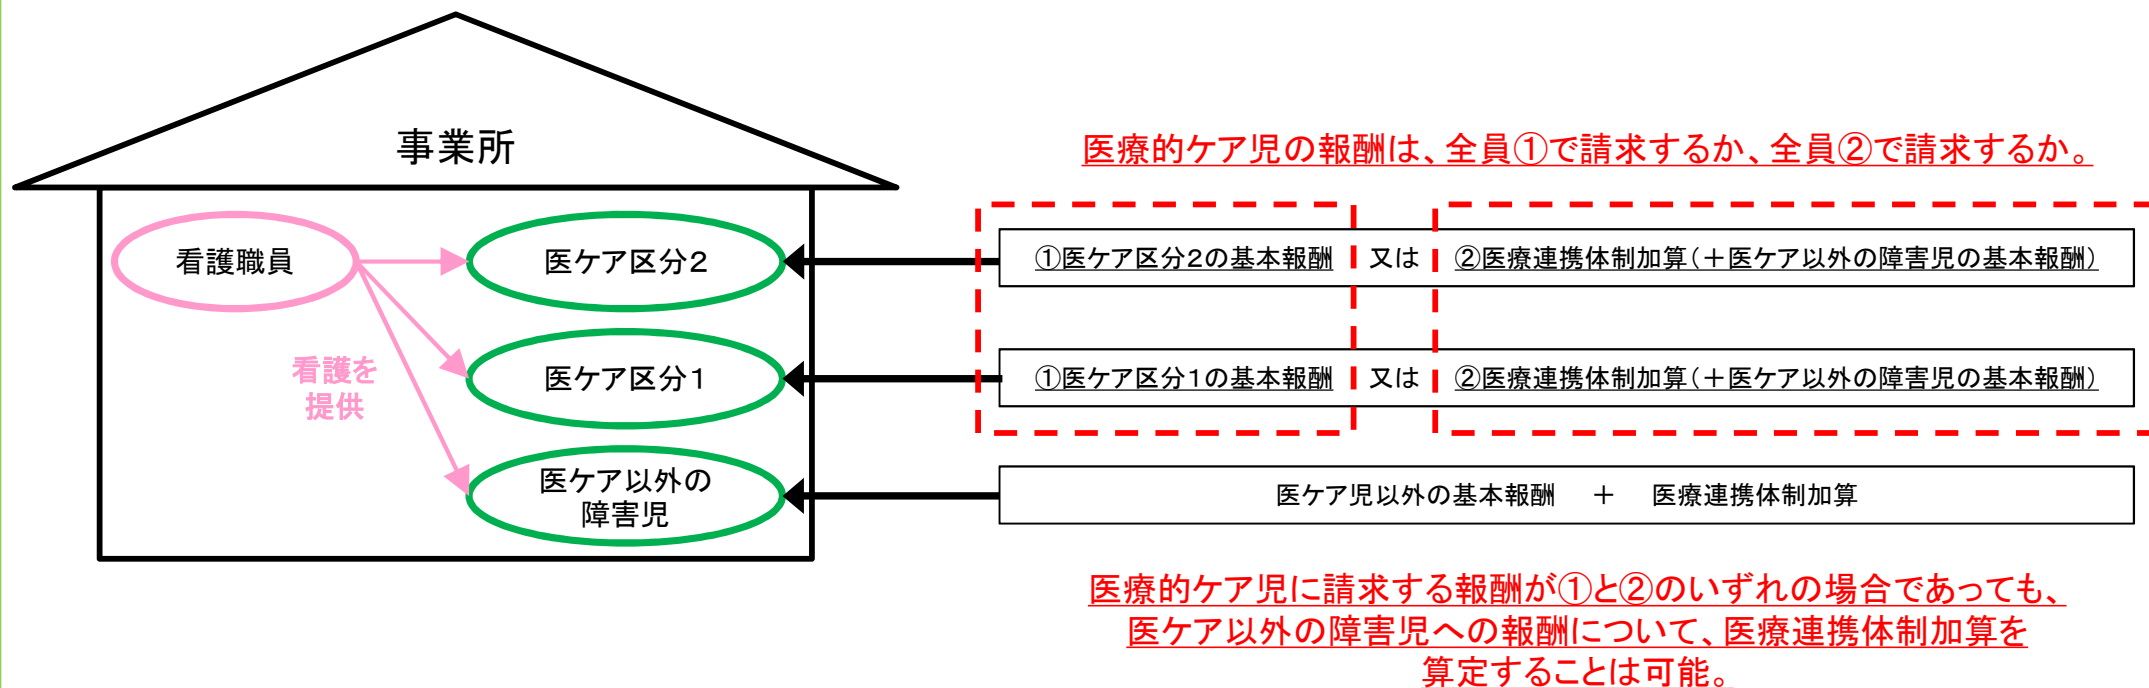 事業所
医療的ケア児の報酬は、全員①で請求するか、全員②で請求するか。
看護職員
医ケア区分2
①医ケア区分2の基本報酬 又は ②医療連携体制加算(+医ケア以外の障害児の基本報酬)
看護を
提供
医ケア区分1
①医ケア区分1の基本報酬 又は ②医療連携体制加算(+医ケア以外の障害児の基本報酬)
医ケア以外の
障害児
医ケア児以外の基本報酬 + 医療連携体制加算
医療的ケア児に請求する報酬が①と②のいずれの場合であっても、
医ケア以外の障害児への報酬について、医療連携体制加算を
算定することは可能。